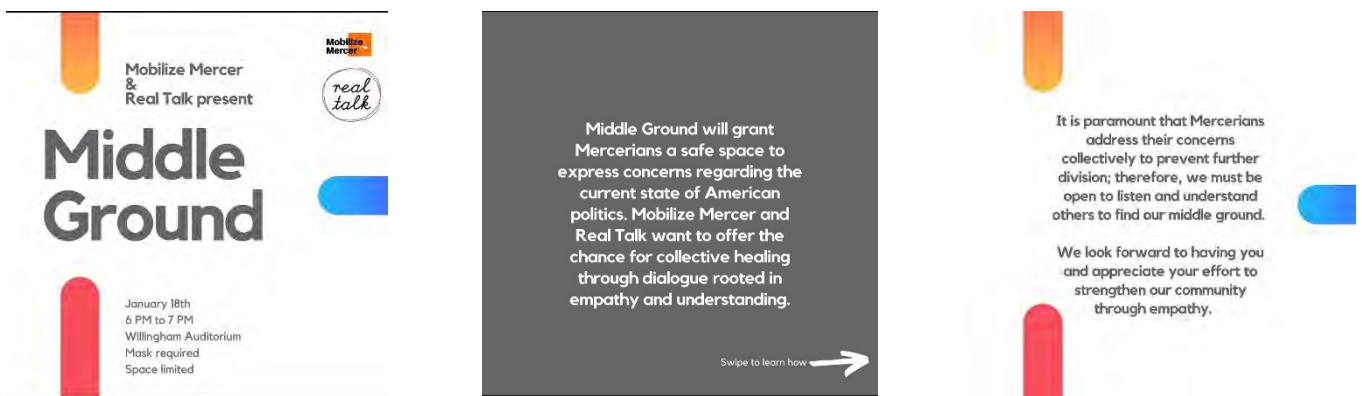 Mobilize Mercer
&
Real Talk present
Mobilize
Mercer
real
talk
Middle
Ground
January 18th
6 PM to 7 PM
Willingham Auditorium
Mask required
Space limited
Middle Ground will grant
Mercerians a safe space to
express concerns regarding the
current state of American
politics. Mobilize Mercer and
Real Talk want to offer the
chance for collective healing
through dialogue rooted in
empathy and understanding.
Swipe to learn how
It is paramount that Mercerians
address their concerns
collectively to prevent further
division; therefore, we must be
open to listen and understand
others to find our middle ground.
We look forward to having you
and appreciate your effort to
strengthen our community
through empathy.